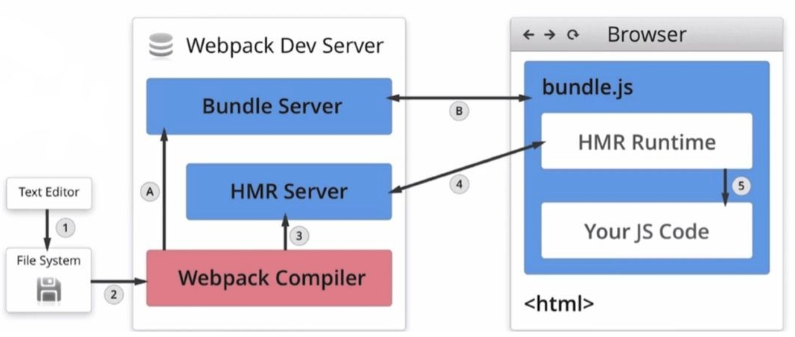 Webpack Dev Server
Browser
Bundle Server
B
bundle.js
HMR Runtime
Text Editor
A
HMR Server
4
5
1
3
Your JS Code
File System
2
Webpack Compiler
<html>